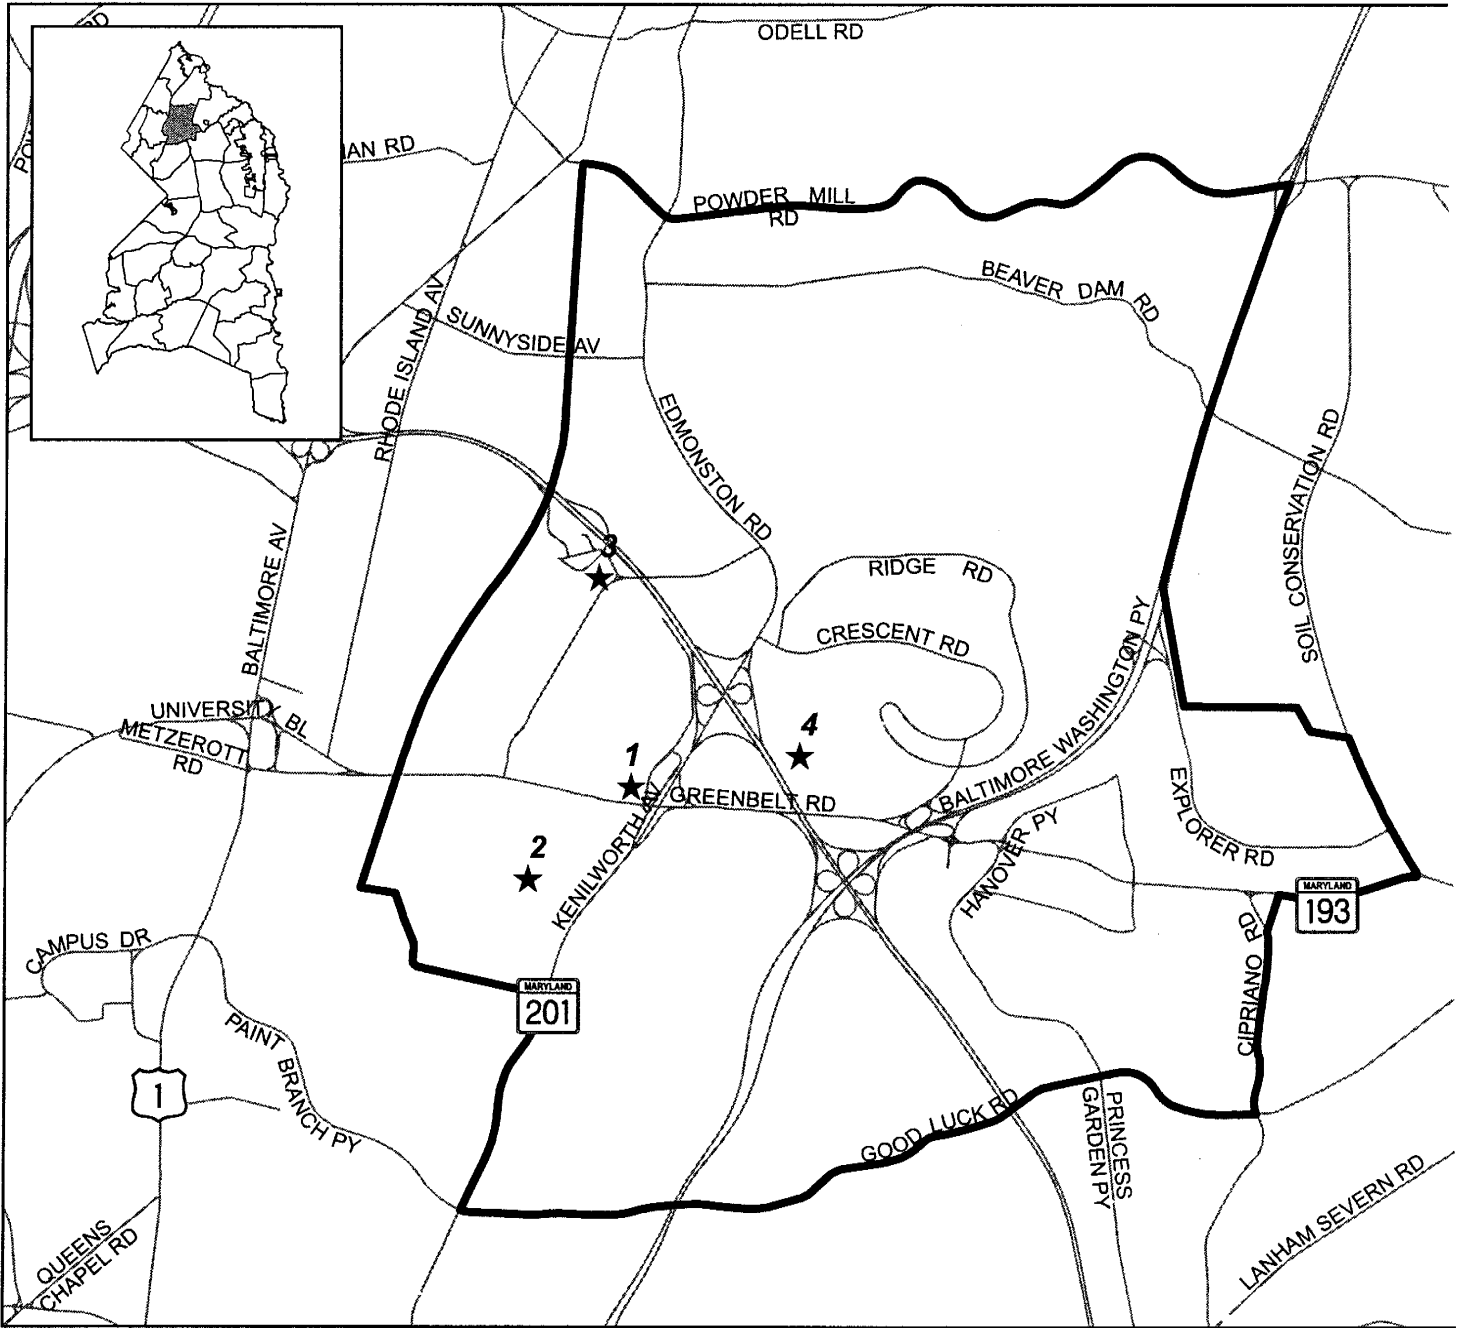 RD
ODELL RD
PO
IAN RD
POWDER MILL
RD
BEAVER DAM RD
SUNNYSIDE AV
RHODE ISLAND AV
EDMONSTON RD
SOIL CONSERVATION RD
BALTIMORE AV
3
RIDGE RD
CRESCENT RD
BALTIMORE WASHINGTON PY
UNIVERSITY BL
METZEROTT
RD
4
1
GREENBELT RD
EXPLORER RD
HANOVER PY
2
KENILWORTH AV
MARYLAND
193
CAMPUS DR
CIPRIANO RD
MARYLAND
201
PAINT BRANCH PY
1
GOOD LUCK RD
PRINCESS
GARDEN PY
LANHAM SEVERN RD
QUEENS
CHAPEL RD